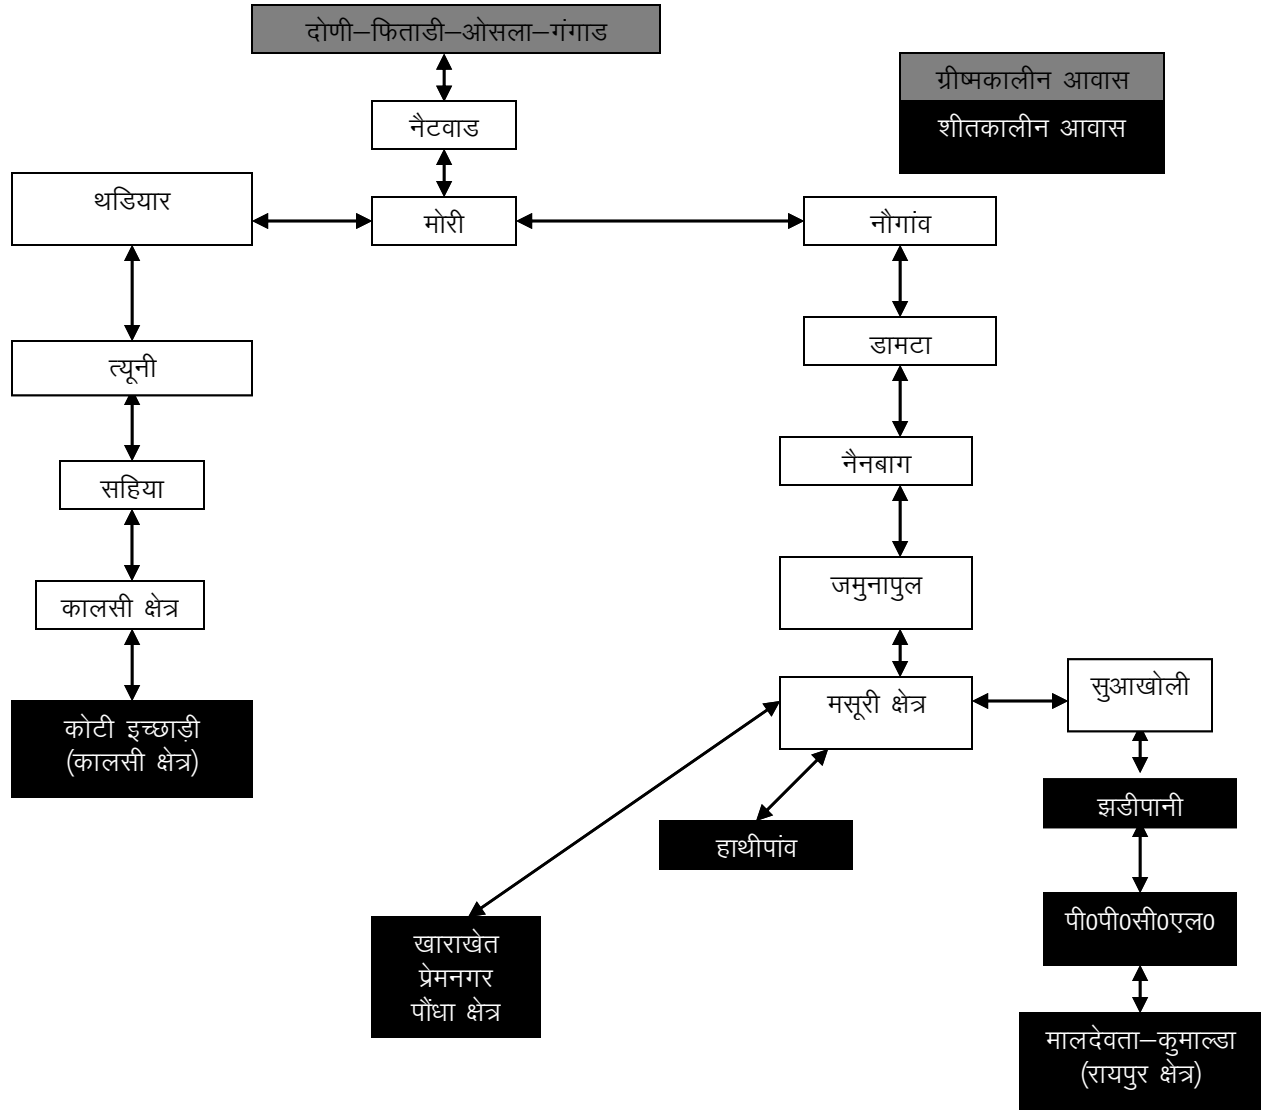 दोणी–फिताडी–ओसला–गंगाड
ग्रीष्मकालीन आवास
शीतकालीन आवास
नैटवाड
थडियार
मोरी
नौगांव
डामटा
त्यूनी
नैनबाग
सहिया
जमुनापुल
कालसी क्षेत्र
मसूरी क्षेत्र
सुआखोली
कोटी इच्छाड़ी
(कालसी क्षेत्र)
झडीपानी
हाथीपांव
पी0पी0सी0एल0
खाराखेत
प्रेमनगर
पौंधा क्षेत्र
मालदेवता–कुमाल्डा
(रायपुर क्षेत्र)